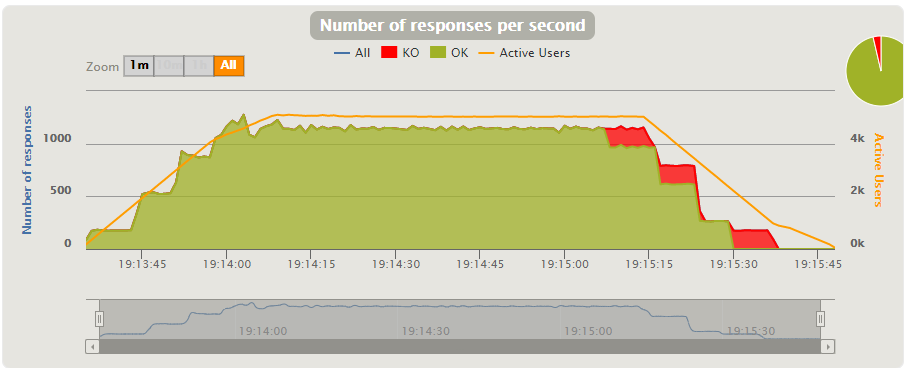 Number of responses per second
All KO OK Active Users
Zoom 1m 10m 1h All
Number of responses
Active Users
1000
500
0
4k
2k
0k
19:13:45 19:14:00 19:14:15 19:14:30 19:14:45 19:15:00 19:15:15 19:15:30 19:15:45
19:14:00 19:14:30 19:15:00 19:15:30